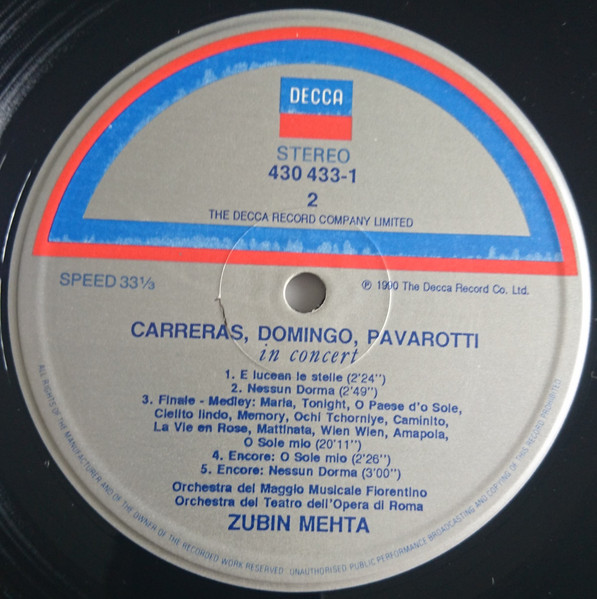 DECCA
STEREO
430 433-1
2
THE DECCA RECORD COMPANY LIMITED
SPEED 33⅓
℗ 1990 The Decca Record Co. Ltd.
CARRERAS, DOMINGO, PAVAROTTI
in concert
1. E lucean le stelle (2'24'')
2. Nessun Dorma (2'49'')
3. Finale - Medley: Maria, Tonight, O Paese d'o Sole,
Cielito lindo, Memory, Ochi Tchorniye, Caminito,
La Vie en Rose, Mattinata, Wien Wien, Amapola,
O Sole mio (20'11'')
4. Encore: O Sole mio (2'26'')
5. Encore: Nessun Dorma (3'00'')
Orchestra del Maggio Musicale Fiorentino
Orchestra del Teatro dell'Opera di Roma
ZUBIN MEHTA
ALL RIGHTS OF THE MANUFACTURER AND OF THE OWNER OF THE RECORDED WORK RESERVED. UNAUTHORISED PUBLIC PERFORMANCE BROADCASTING AND COPYING OF THIS RECORD PROHIBITED